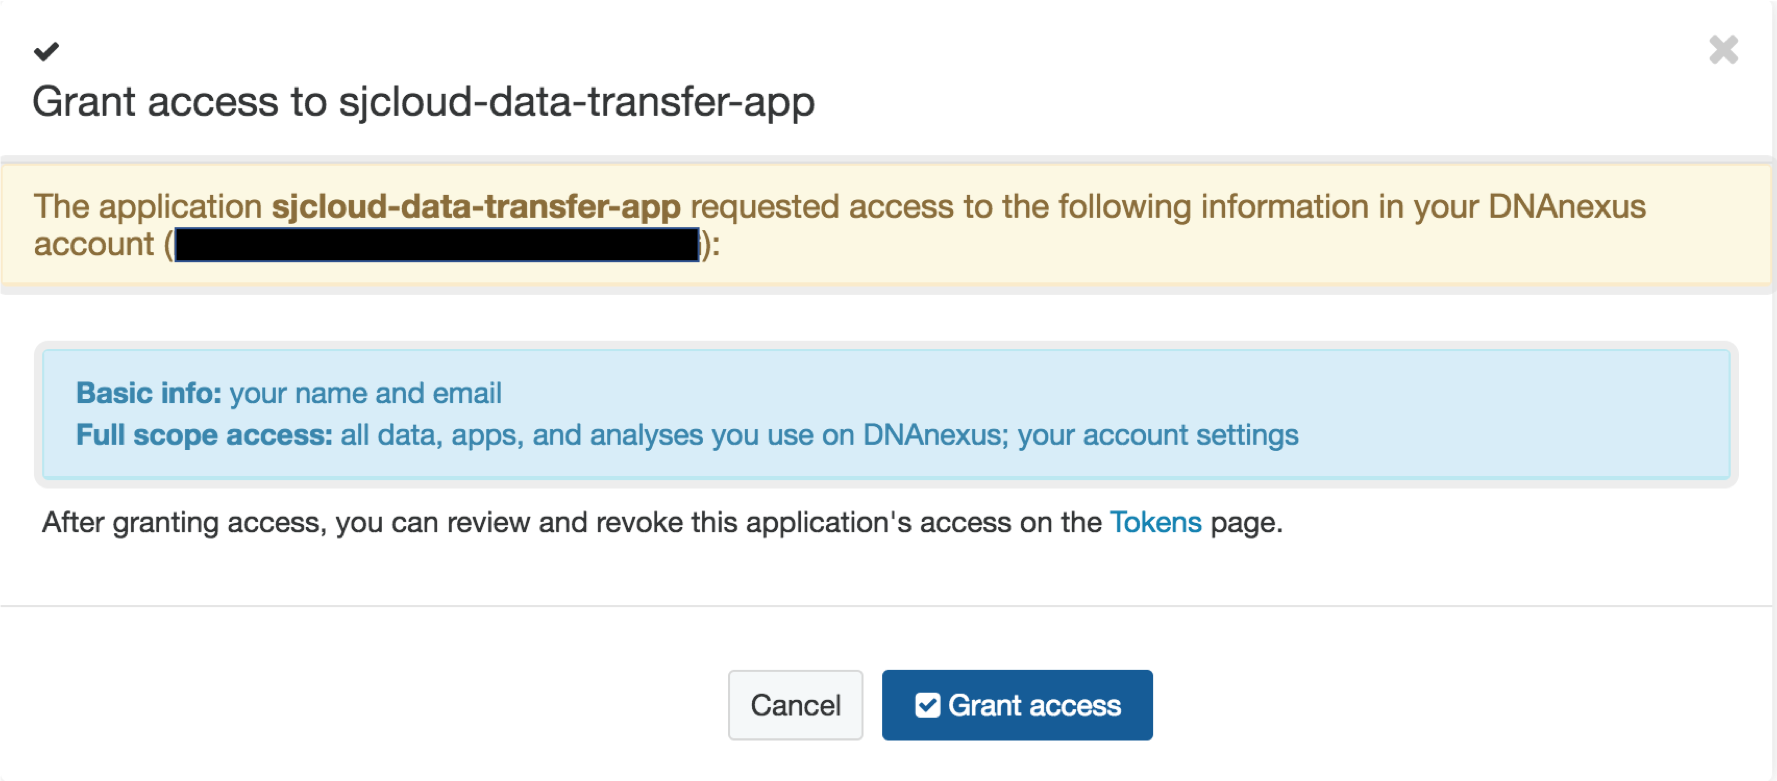 Grant access to sjcloud-data-transfer-app
The application sjcloud-data-transfer-app requested access to the following information in your DNAnexus
account ( ):
Basic info: your name and email
Full scope access: all data, apps, and analyses you use on DNAnexus; your account settings
After granting access, you can review and revoke this application's access on the Tokens page.
Cancel
Grant access